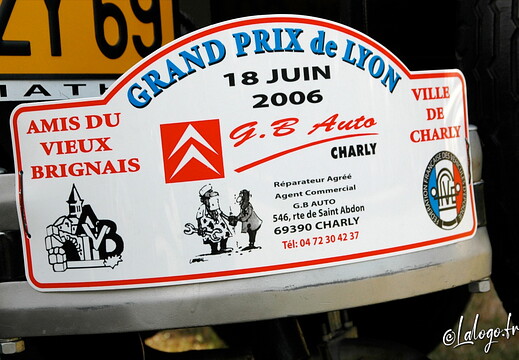 ZY 69
MATH
GRAND PRIX de LYON
18 JUIN
2006
AMIS DU
VIEUX
BRIGNAIS
VILLE
DE
CHARLY
G.B Auto
CHARLY
Réparateur Agréé
Agent Commercial
G.B AUTO
546, rte de Saint Abdon
69390 CHARLY
Tél: 04 72 30 42 37
AVB
@Lalogo.fr